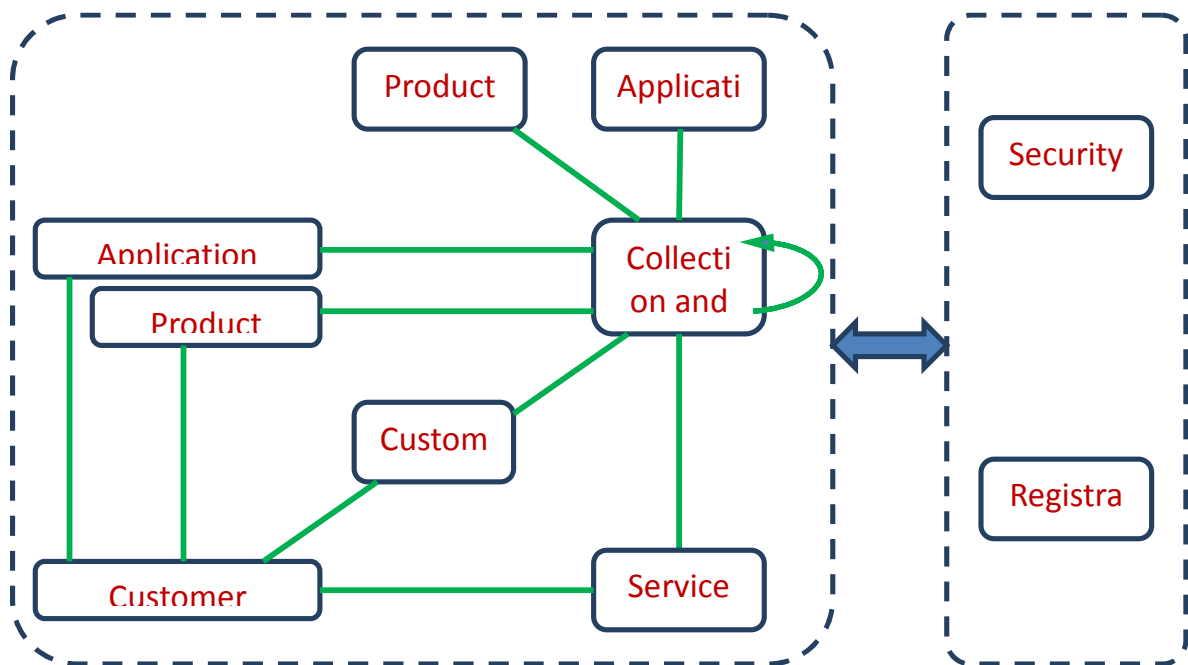 Product
Applicati
Security
Application
Collecti
on and
Product
Custom
Registra
Customer
Service